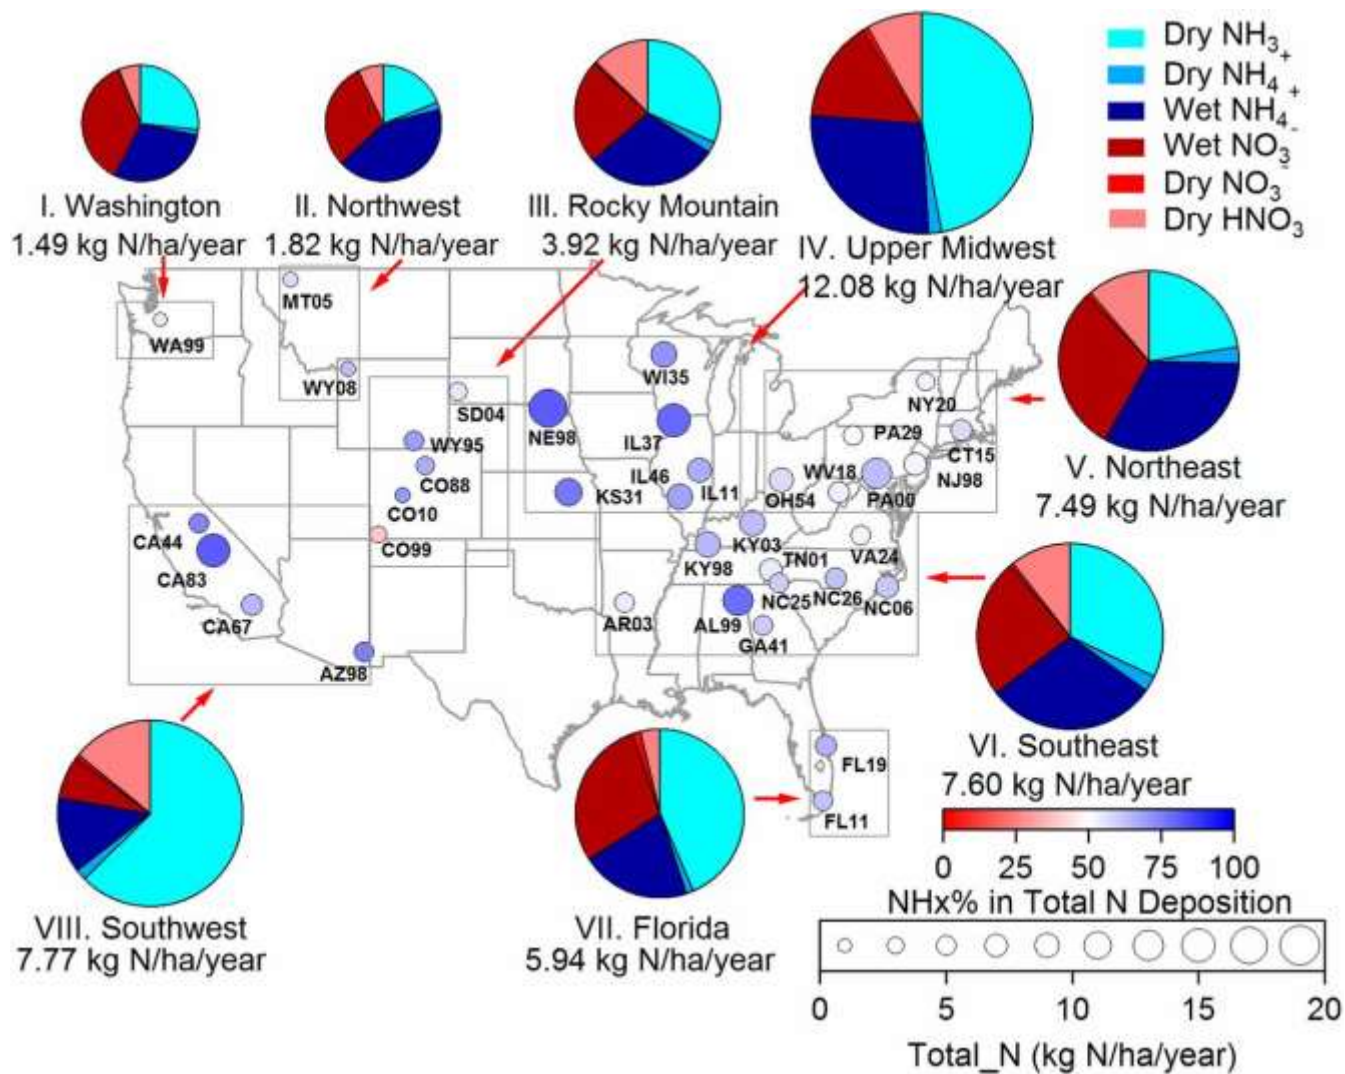 Dry NH₃
Dry NH₄⁺
Wet NH₄⁺
Wet NO₃⁻
Dry NO₃⁻
Dry HNO₃
I. Washington
1.49 kg N/ha/year
II. Northwest
1.82 kg N/ha/year
III. Rocky Mountain
3.92 kg N/ha/year
IV. Upper Midwest
12.08 kg N/ha/year
MT05
WA99
WY08
SD04
WI35
NE98
IL37
NY20
PA29
CT15
WY95
CO88
CO10
KS31
IL46
IL11
OH54
WV18
PA00
NJ98
V. Northeast
7.49 kg N/ha/year
CA44
CA83
CO99
KY98
KY03
TN01
VA24
CA67
AZ98
AR03
AL99
GA41
NC25
NC26
NC06
VI. Southeast
7.60 kg N/ha/year
FL19
FL11
VIII. Southwest
7.77 kg N/ha/year
VII. Florida
5.94 kg N/ha/year
0 25 50 75 100
NHx% in Total N Deposition
0 5 10 15 20
Total_N (kg N/ha/year)